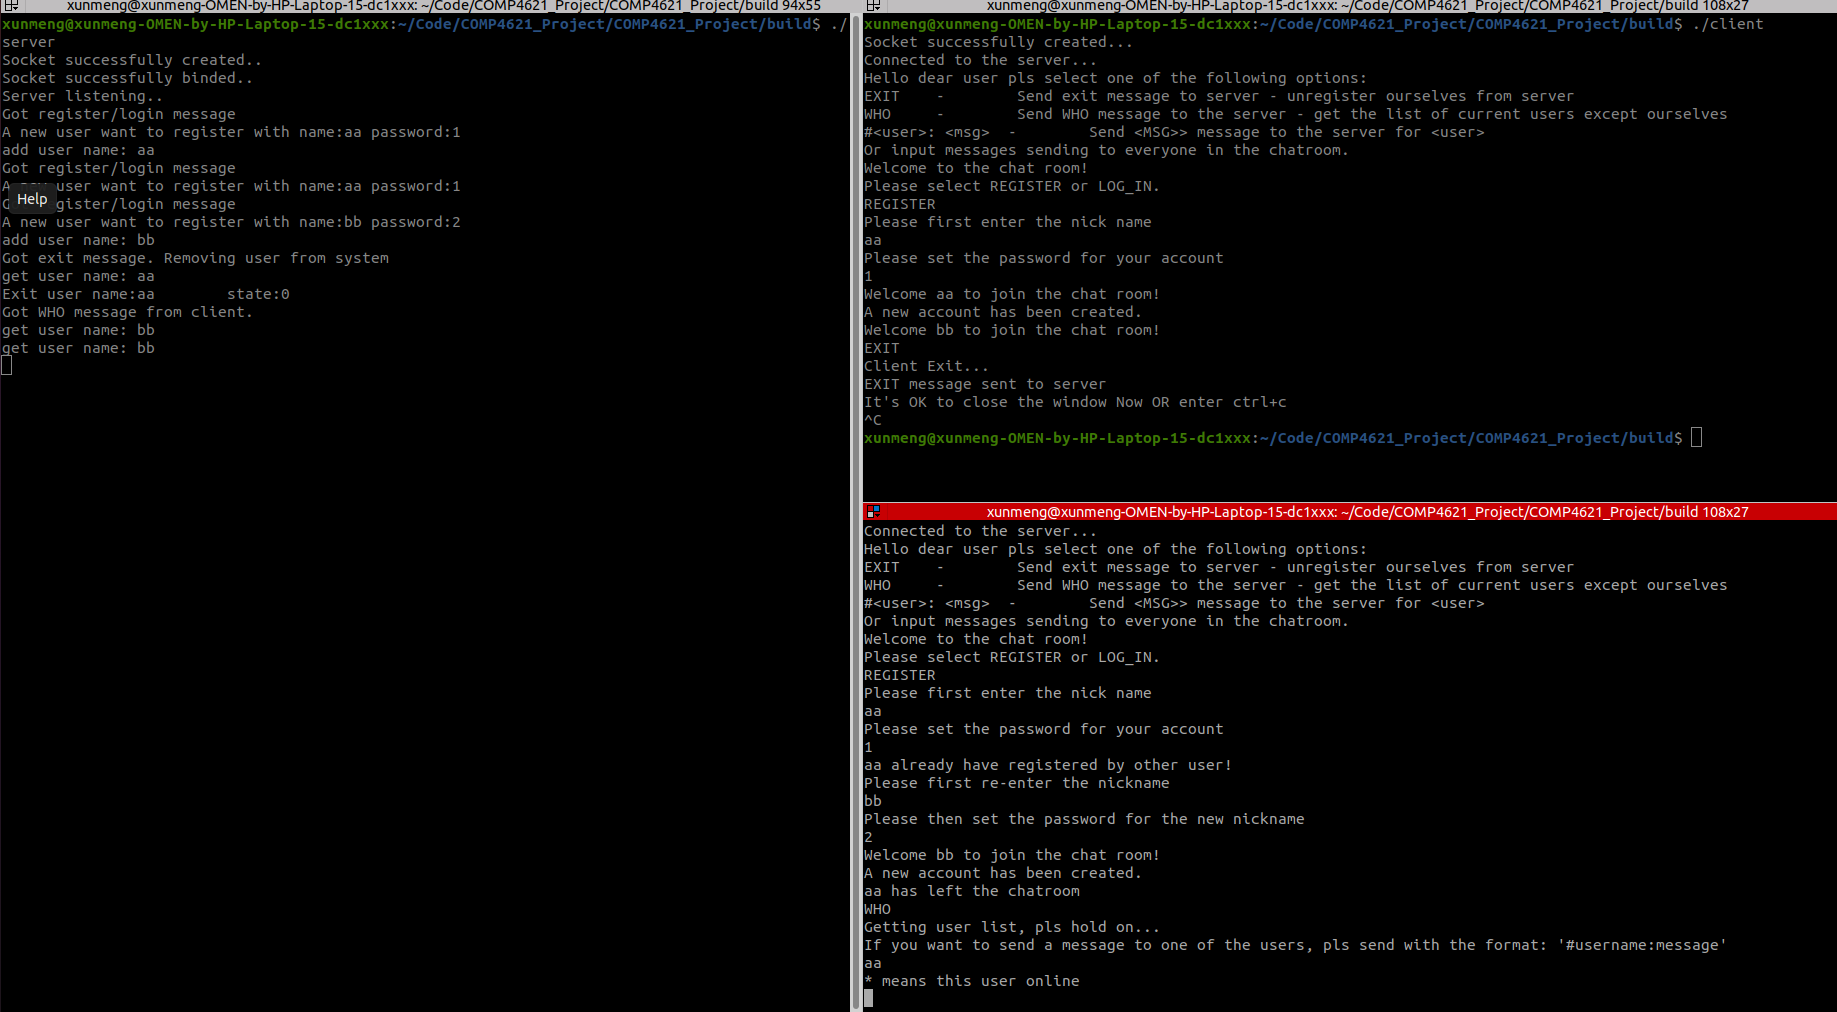 xunmeng@xunmeng-OMEN-by-HP-Laptop-15-dc1xxx: ~/Code/COMP4621_Project/COMP4621_Project/build 94x55
xunmeng@xunmeng-OMEN-by-HP-Laptop-15-dc1xxx:~/Code/COMP4621_Project/COMP4621_Project/build$ ./
server
Socket successfully created..
Socket successfully binded..
Server listening..
Got register/login message
A new user want to register with name:aa password:1
add user name: aa
Got register/login message
A user want to register with name:aa password:1
Help
gister/login message
A new user want to register with name:bb password:2
add user name: bb
Got exit message. Removing user from system
get user name: aa
Exit user name:aa        state:0
Got WHO message from client.
get user name: bb
get user name: bb
xunmeng@xunmeng-OMEN-by-HP-Laptop-15-dc1xxx: ~/Code/COMP4621_Project/COMP4621_Project/build 108x27
xunmeng@xunmeng-OMEN-by-HP-Laptop-15-dc1xxx:~/Code/COMP4621_Project/COMP4621_Project/build$ ./client
Socket successfully created...
Connected to the server...
Hello dear user pls select one of the following options:
EXIT    -        Send exit message to server - unregister ourselves from server
WHO     -        Send WHO message to the server - get the list of current users except ourselves
#<user>: <msg>  -        Send <MSG>> message to the server for <user>
Or input messages sending to everyone in the chatroom.
Welcome to the chat room!
Please select REGISTER or LOG_IN.
REGISTER
Please first enter the nick name
aa
Please set the password for your account
1
Welcome aa to join the chat room!
A new account has been created.
Welcome bb to join the chat room!
EXIT
Client Exit...
EXIT message sent to server
It's OK to close the window Now OR enter ctrl+c
^C
xunmeng@xunmeng-OMEN-by-HP-Laptop-15-dc1xxx:~/Code/COMP4621_Project/COMP4621_Project/build$
xunmeng@xunmeng-OMEN-by-HP-Laptop-15-dc1xxx: ~/Code/COMP4621_Project/COMP4621_Project/build 108x27
Connected to the server...
Hello dear user pls select one of the following options:
EXIT    -        Send exit message to server - unregister ourselves from server
WHO     -        Send WHO message to the server - get the list of current users except ourselves
#<user>: <msg>  -        Send <MSG>> message to the server for <user>
Or input messages sending to everyone in the chatroom.
Welcome to the chat room!
Please select REGISTER or LOG_IN.
REGISTER
Please first enter the nick name
aa
Please set the password for your account
1
aa already have registered by other user!
Please first re-enter the nickname
bb
Please then set the password for the new nickname
2
Welcome bb to join the chat room!
A new account has been created.
aa has left the chatroom
WHO
Getting user list, pls hold on...
If you want to send a message to one of the users, pls send with the format: '#username:message'
aa
* means this user online